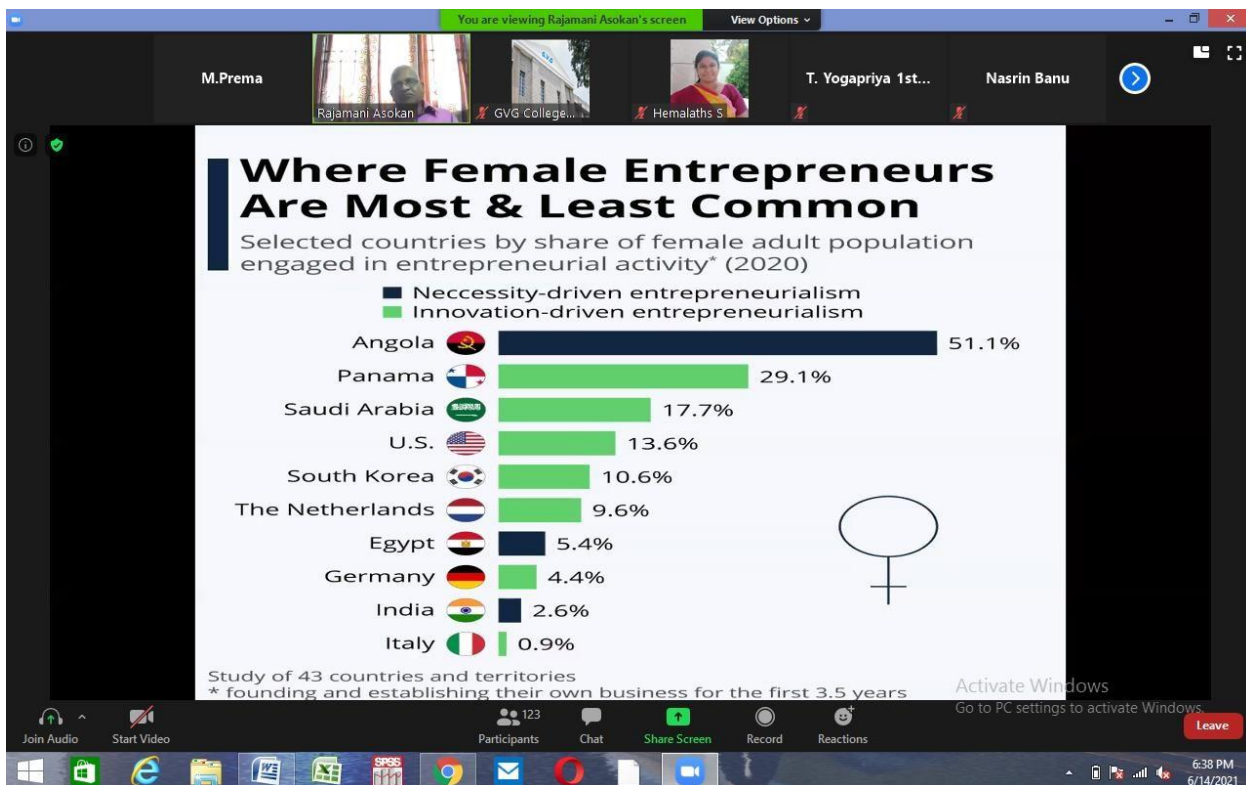 You are viewing Rajamani Asokan's screen
View Options
M.Prema
Rajamani Asokan
GVG College...
Hemalaths S
T. Yogapriya 1st...
Nasrin Banu
Where Female Entrepreneurs
Are Most & Least Common
Selected countries by share of female adult population
engaged in entrepreneurial activity* (2020)
Neccessity-driven entrepreneurialism
Innovation-driven entrepreneurialism
Angola 51.1%
Panama 29.1%
Saudi Arabia 17.7%
U.S. 13.6%
South Korea 10.6%
The Netherlands 9.6%
Egypt 5.4%
Germany 4.4%
India 2.6%
Italy 0.9%
Study of 43 countries and territories
* founding and establishing their own business for the first 3.5 years
Activate Windows
Go to PC settings to activate Windows.
Join Audio
Start Video
123
Participants
Chat
Share Screen
Record
Reactions
Leave
SPSS
6:38 PM
6/14/2021